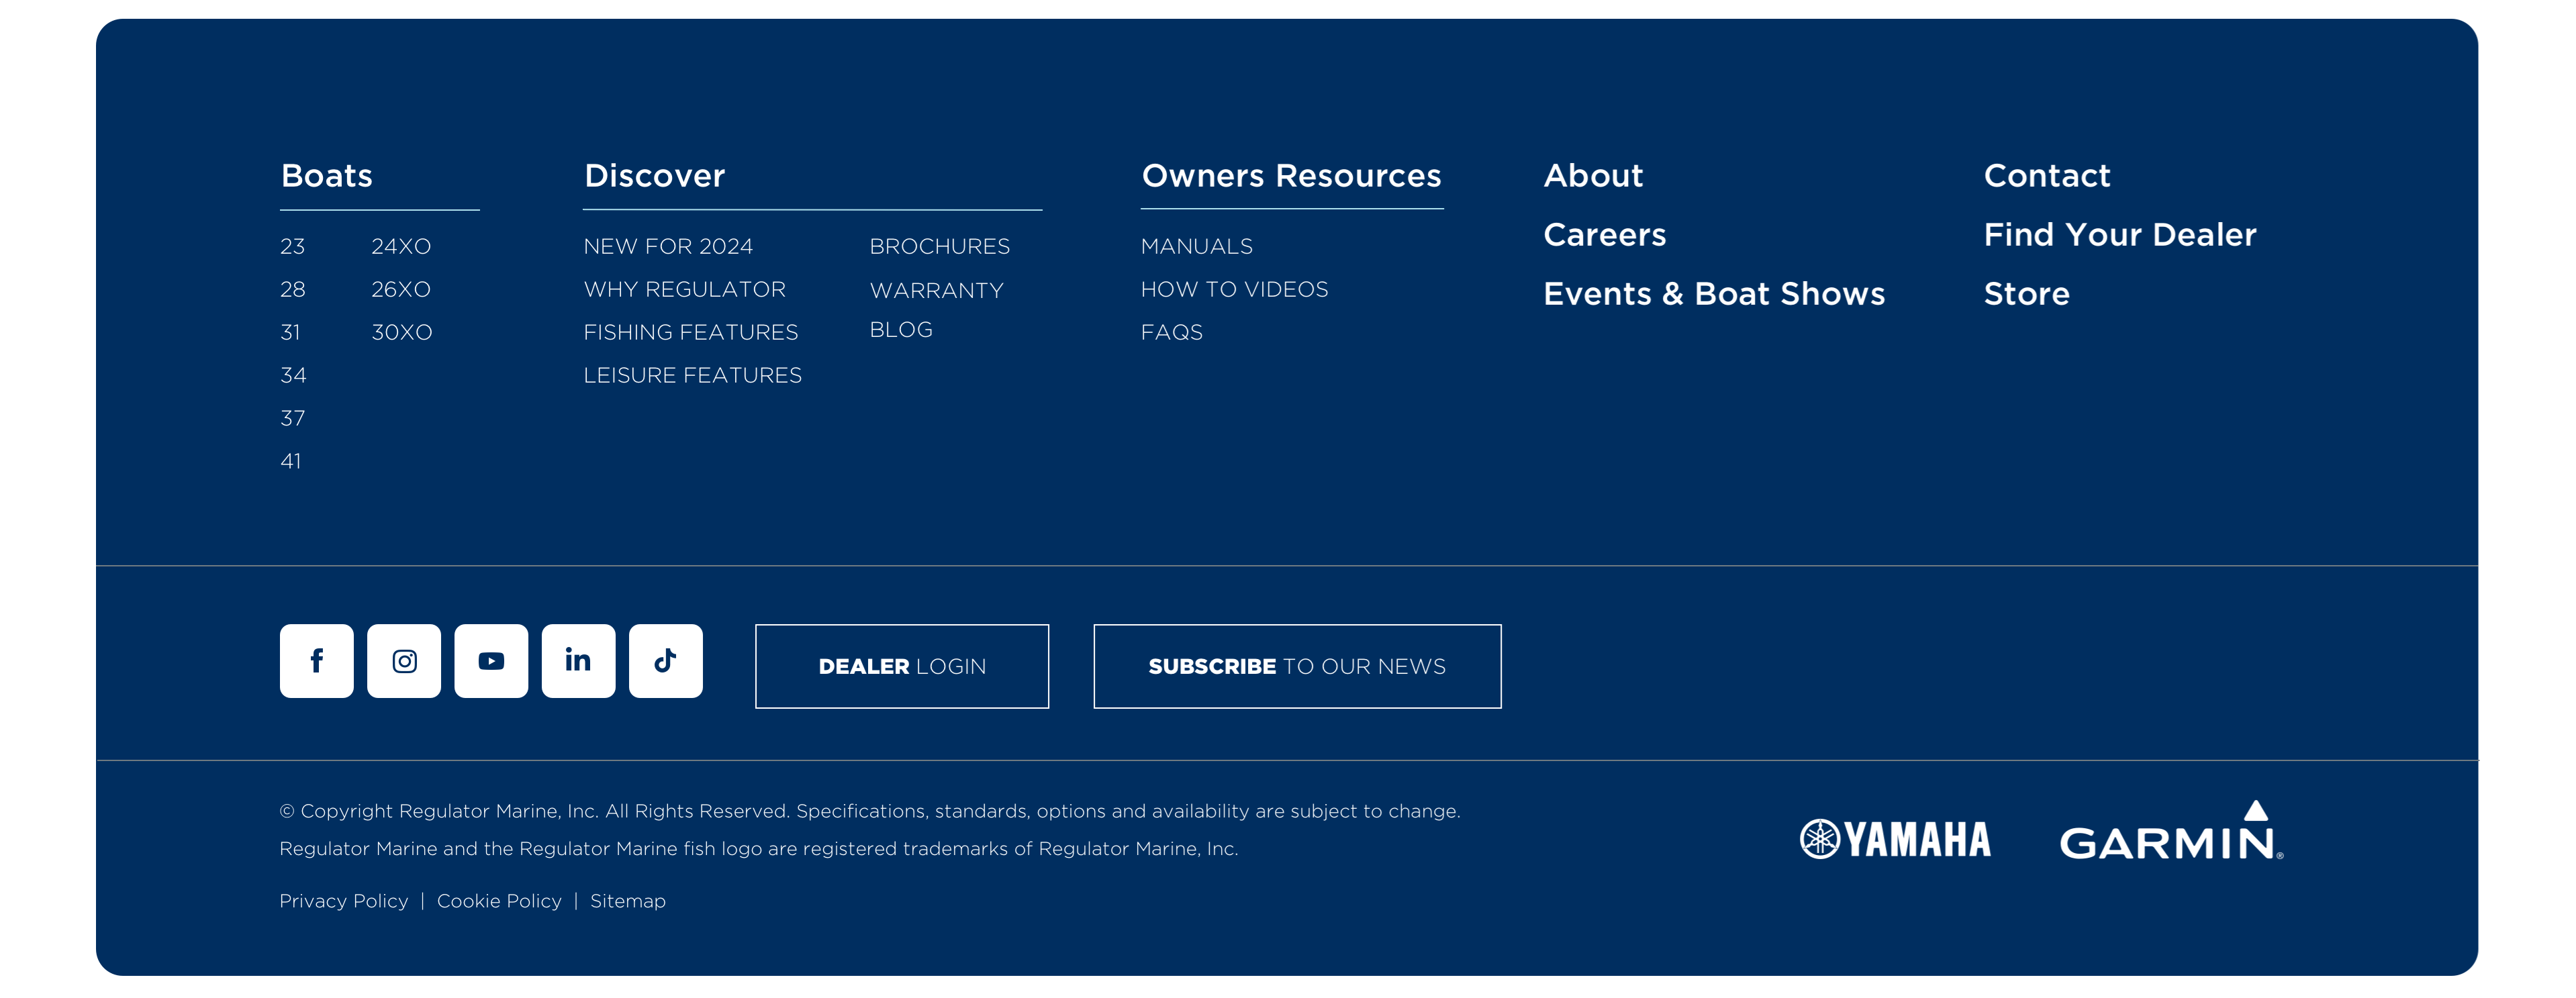 Boats
23
28
31
34
37
41
24XO
26XO
30XO
Discover
NEW FOR 2024
WHY REGULATOR
FISHING FEATURES
LEISURE FEATURES
BROCHURES
WARRANTY
BLOG
Owners Resources
MANUALS
HOW TO VIDEOS
FAQS
About
Careers
Events & Boat Shows
Contact
Find Your Dealer
Store
DEALER LOGIN
SUBSCRIBE TO OUR NEWS
© Copyright Regulator Marine, Inc. All Rights Reserved. Specifications, standards, options and availability are subject to change.
Regulator Marine and the Regulator Marine fish logo are registered trademarks of Regulator Marine, Inc.
Privacy Policy | Cookie Policy | Sitemap
YAMAHA
GARMIN®